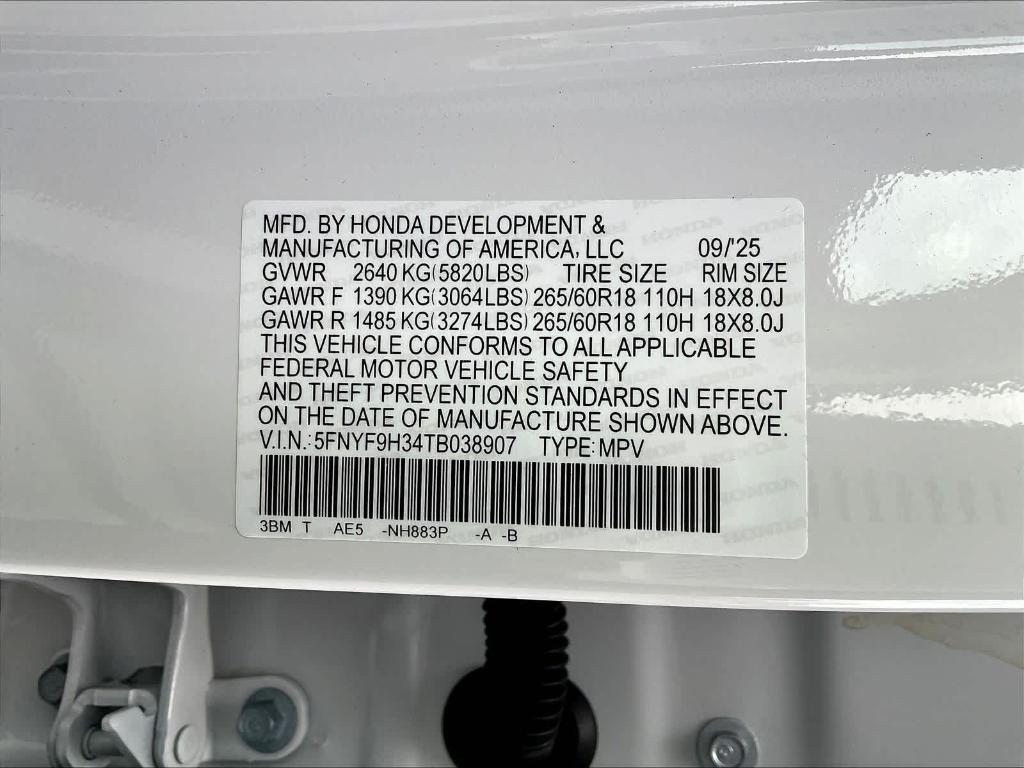 MFD. BY HONDA DEVELOPMENT &
MANUFACTURING OF AMERICA, LLC 09/'25
GVWR 2640 KG(5820LBS) TIRE SIZE RIM SIZE
GAWR F 1390 KG(3064LBS) 265/60R18 110H 18X8.0J
GAWR R 1485 KG(3274LBS) 265/60R18 110H 18X8.0J
THIS VEHICLE CONFORMS TO ALL APPLICABLE
FEDERAL MOTOR VEHICLE SAFETY
AND THEFT PREVENTION STANDARDS IN EFFECT
ON THE DATE OF MANUFACTURE SHOWN ABOVE.
V.I.N.: 5FNYF9H34TB038907 TYPE: MPV
3BM T AE5 -NH883P -A -B